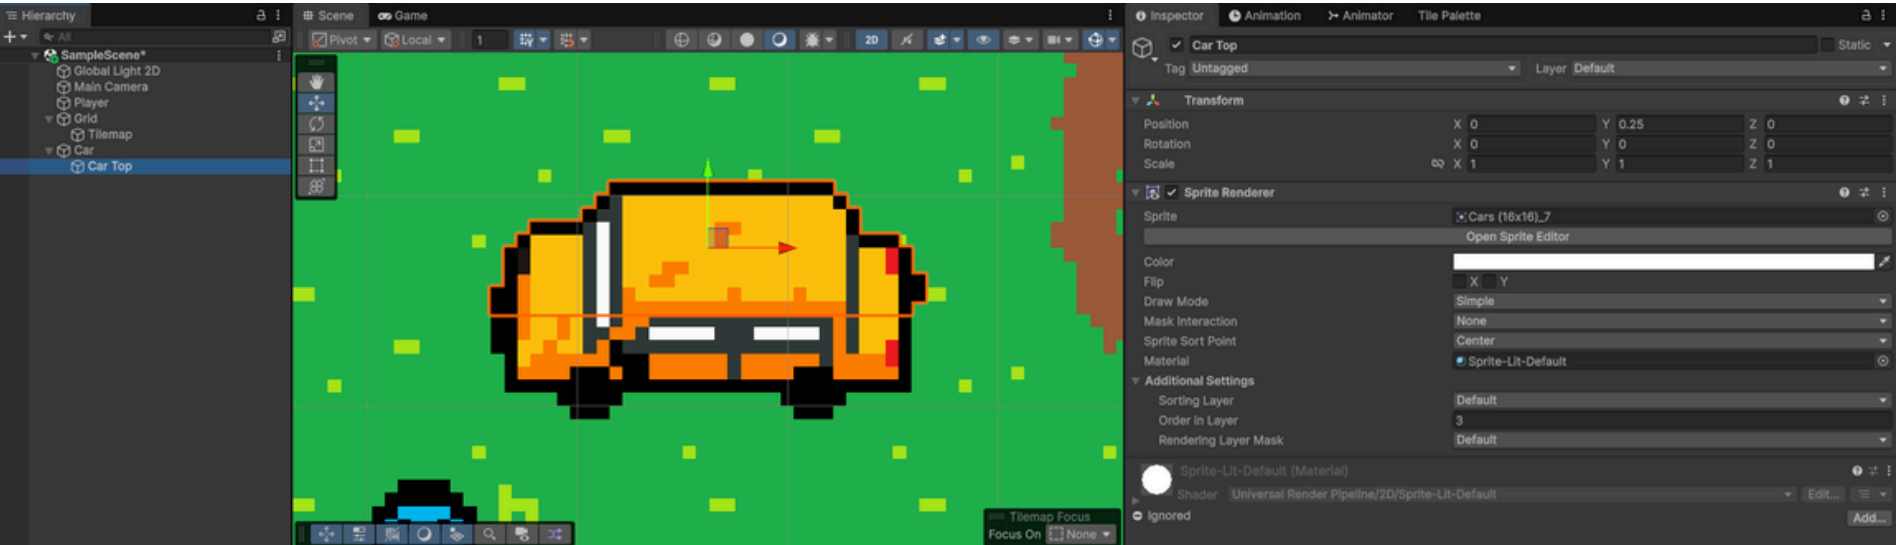 Hierarchy
All
SampleScene*
Global Light 2D
Main Camera
Player
Grid
Tilemap
Car
Car Top
Scene Game
Pivot Local 1 2D
Tilemap Focus
Focus On None
Inspector Animation Animator Tile Palette
Car Top Static
Tag Untagged Layer Default
Transform
Position X 0 Y 0.25 Z 0
Rotation X 0 Y 0 Z 0
Scale X 1 Y 1 Z 1
Sprite Renderer
Sprite Cars (16x16)_7
Open Sprite Editor
Color
Flip X Y
Draw Mode Simple
Mask Interaction None
Sprite Sort Point Center
Material Sprite-Lit-Default
Additional Settings
Sorting Layer Default
Order in Layer 3
Rendering Layer Mask Default
Sprite-Lit-Default (Material)
Shader Universal Render Pipeline/2D/Sprite-Lit-Default Edit...
Ignored
Add...